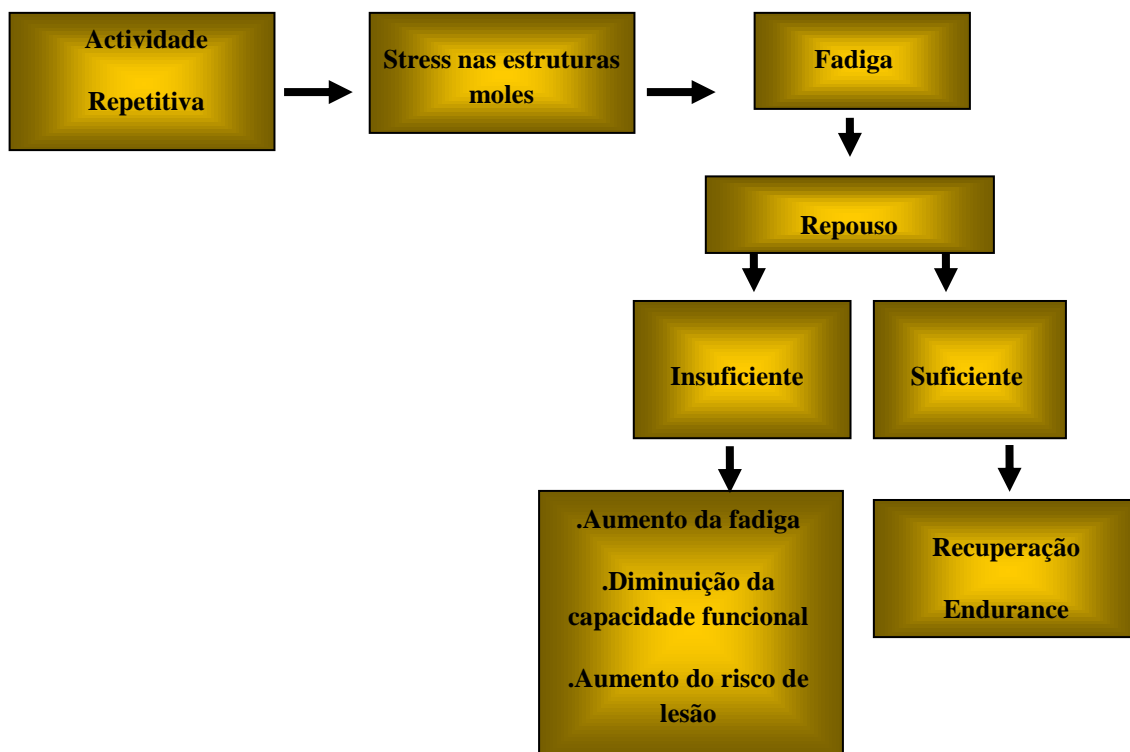 Actividade
Repetitiva
Stress nas estruturas
moles
Fadiga
Repouso
Insuficiente
Suficiente
.Aumento da fadiga
.Diminuição da
capacidade funcional
.Aumento do risco de
lesão
Recuperação
Endurance